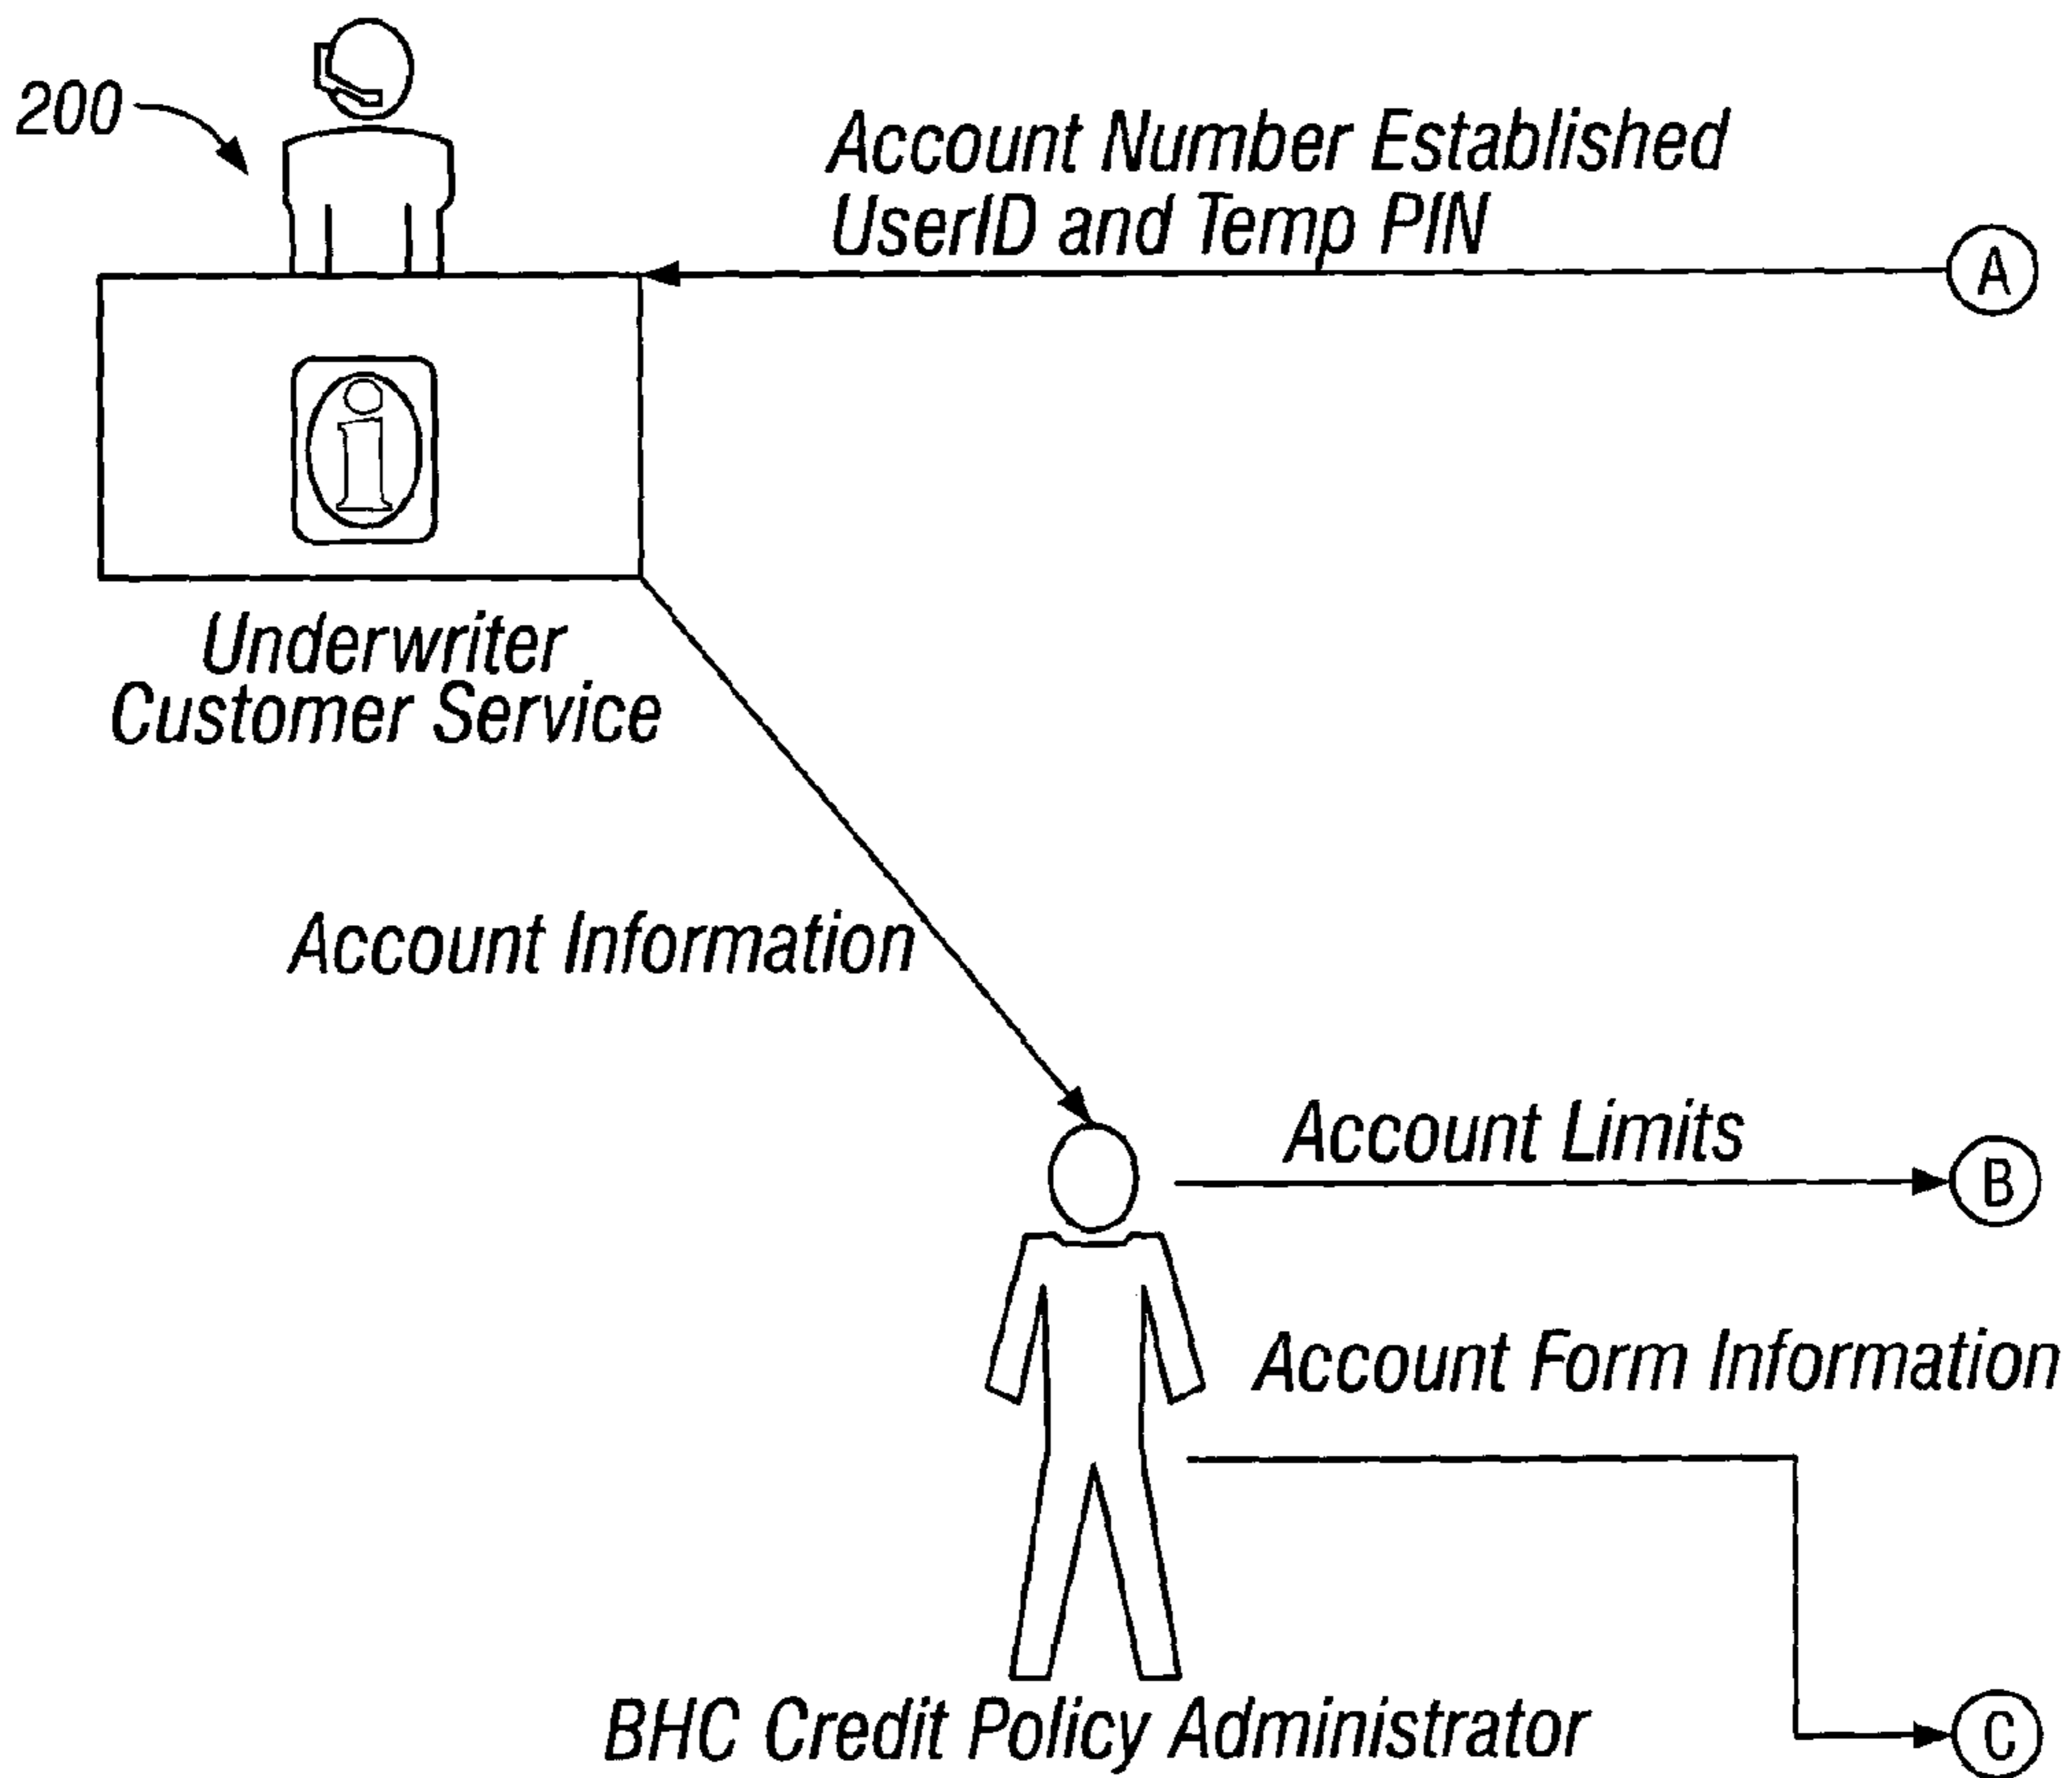 200
Account Number Established
UserID and Temp PIN
A
i
Underwriter
Customer Service
Account Information
Account Limits
B
Account Form Information
BHC Credit Policy Administrator
C